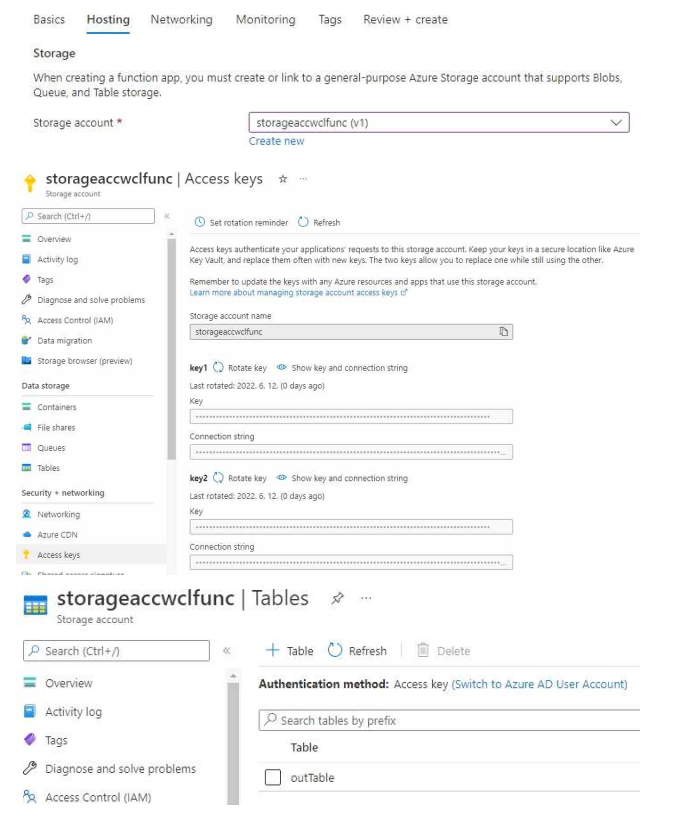 Basics Hosting Networking Monitoring Tags Review + create
Storage
When creating a function app, you must create or link to a general-purpose Azure Storage account that supports Blobs,
Queue, and Table storage.
Storage account *
storageaccwclfunc (v1)
Create new
storageaccwclfunc | Access keys
Storage account
Search (Ctrl+/)
Overview
Activity log
Tags
Diagnose and solve problems
Access Control (IAM)
Data migration
Storage browser (preview)
Data storage
Containers
File shares
Queues
Tables
Security + networking
Networking
Azure CDN
Access keys
Shared access signature
Set rotation reminder Refresh
Access keys authenticate your applications' requests to this storage account. Keep your keys in a secure location like Azure
Key Vault, and replace them often with new keys. The two keys allow you to replace one while still using the other.
Remember to update the keys with any Azure resources and apps that use this storage account.
Learn more about managing storage account access keys
Storage account name
storageaccwclfunc
key1 Rotate key Show key and connection string
Last rotated: 2022. 6. 12. (0 days ago)
Key
Connection string
key2 Rotate key Show key and connection string
Last rotated: 2022. 6. 12. (0 days ago)
Key
Connection string
storageaccwclfunc | Tables
Storage account
Search (Ctrl+/)
Overview
Activity log
Tags
Diagnose and solve problems
Access Control (IAM)
+ Table Refresh Delete
Authentication method: Access key (Switch to Azure AD User Account)
Search tables by prefix
Table
outTable